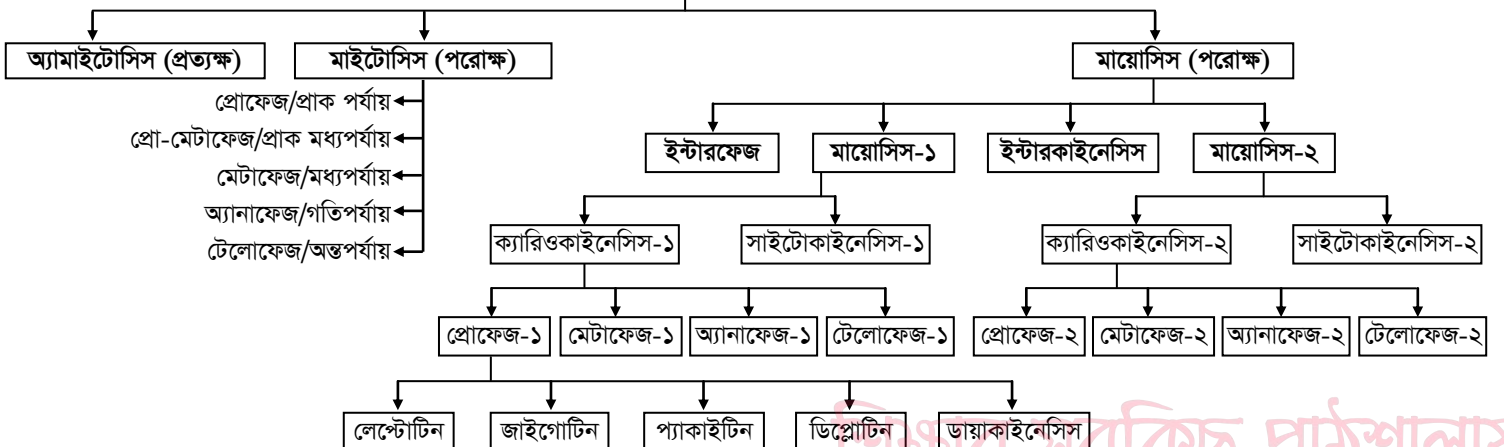 অ্যামাইটোসিস (প্রত্যক্ষ) মাইটোসিস (পরোক্ষ) মায়োসিস (পরোক্ষ)
প্রোফেজ/প্রাক পর্যায়
প্রো-মেটাফেজ/প্রাক মধ্যপর্যায়
মেটাফেজ/মধ্যপর্যায়
অ্যানাফেজ/গতিপর্যায়
টেলোফেজ/অন্তপর্যায়
ইন্টারফেজ মায়োসিস-১ ইন্টারকাইনেসিস মায়োসিস-২
ক্যারিওকাইনেসিস-১ সাইটোকাইনেসিস-১ ক্যারিওকাইনেসিস-২ সাইটোকাইনেসিস-২
প্রোফেজ-১ মেটাফেজ-১ অ্যানাফেজ-১ টেলোফেজ-১ প্রোফেজ-২ মেটাফেজ-২ অ্যানাফেজ-২ টেলোফেজ-২
লেপ্টোটিন জাইগোটিন প্যাকাইটিন ডিপ্লোটিন ডায়াকাইনেসিস